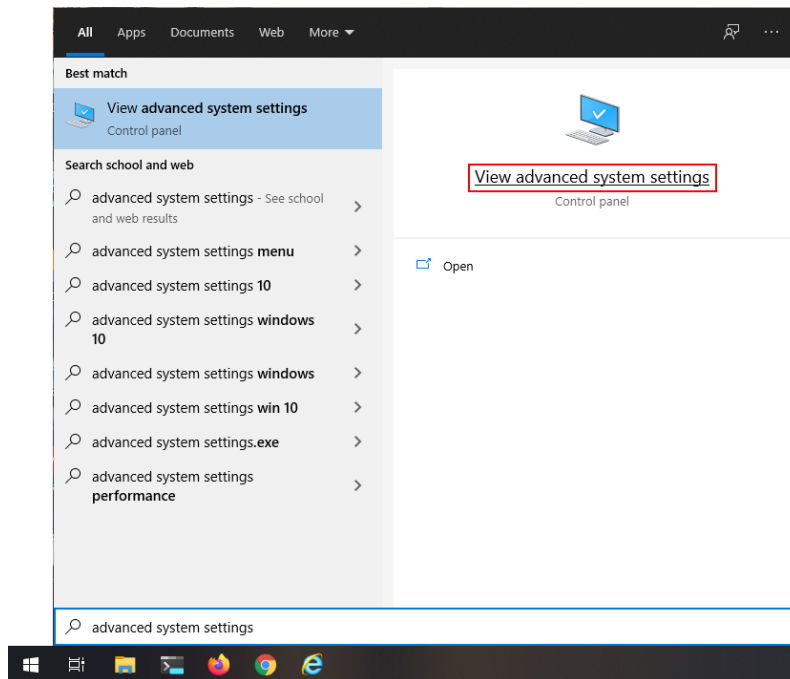 All Apps Documents Web More
Best match
View advanced system settings
Control panel
Search school and web
advanced system settings - See school
and web results
advanced system settings menu
advanced system settings 10
advanced system settings windows
10
advanced system settings windows
advanced system settings win 10
advanced system settings.exe
advanced system settings
performance
View advanced system settings
Control panel
Open
advanced system settings